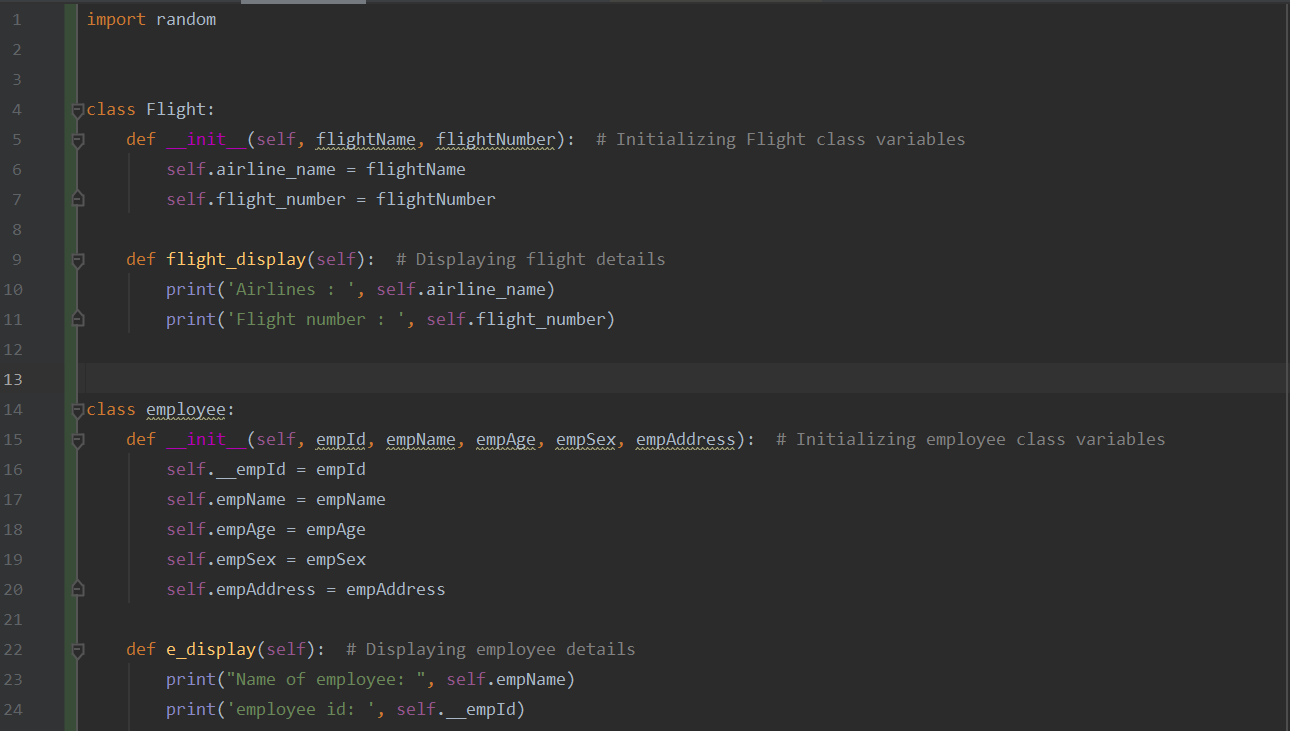 1 import random
2
3
4 class Flight:
5     def __init__(self, flightName, flightNumber):  # Initializing Flight class variables
6         self.airline_name = flightName
7         self.flight_number = flightNumber
8
9     def flight_display(self):  # Displaying flight details
10         print('Airlines : ', self.airline_name)
11         print('Flight number : ', self.flight_number)
12
13
14 class employee:
15     def __init__(self, empId, empName, empAge, empSex, empAddress):  # Initializing employee class variables
16         self.__empId = empId
17         self.empName = empName
18         self.empAge = empAge
19         self.empSex = empSex
20         self.empAddress = empAddress
21
22     def e_display(self):  # Displaying employee details
23         print("Name of employee: ", self.empName)
24         print('employee id: ', self.__empId)